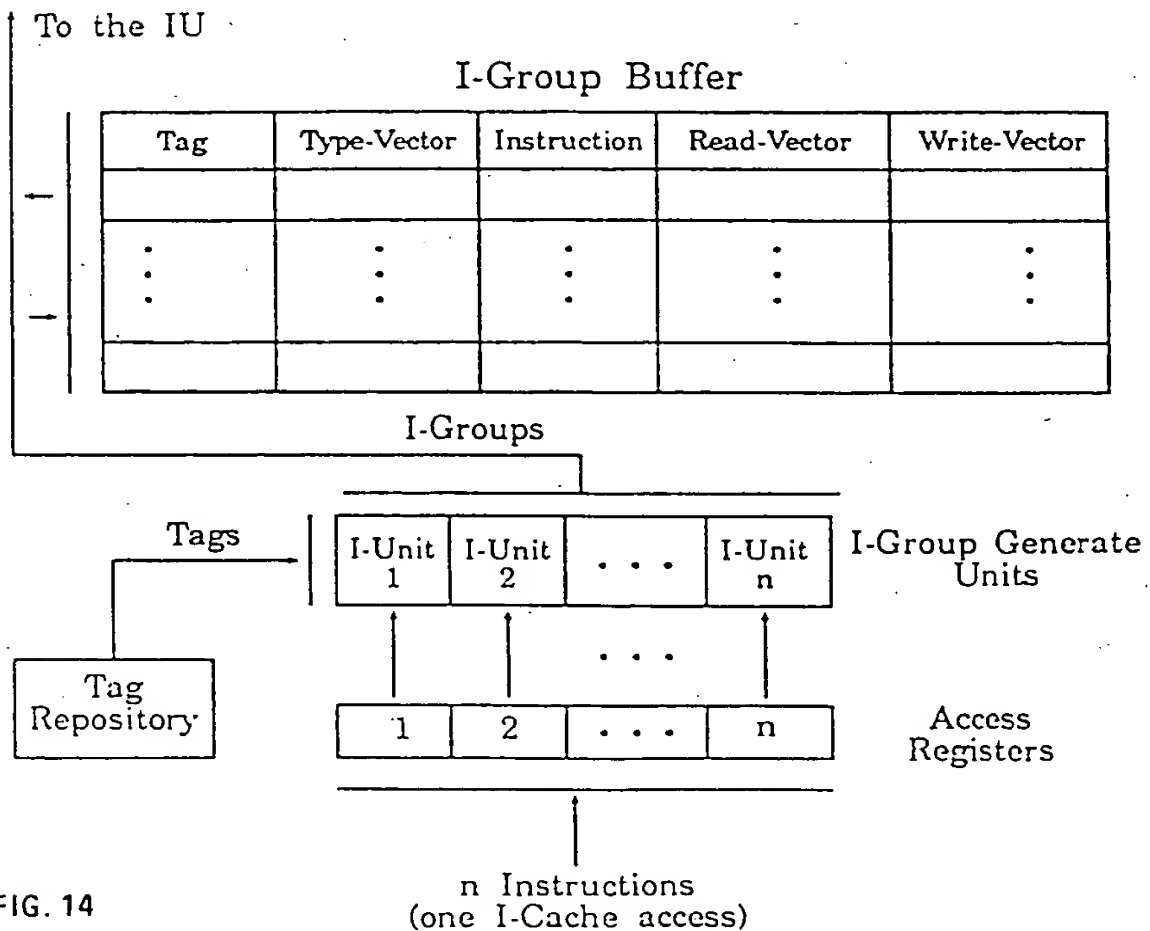 To the IU
I-Group Buffer
Tag Type-Vector Instruction Read-Vector Write-Vector
I-Groups
Tags
I-Unit 1
I-Unit 2
I-Unit n
I-Group Generate
Units
Tag
Repository
1 2 . . . n
Access
Registers
n Instructions
(one I-Cache access)
FIG. 14